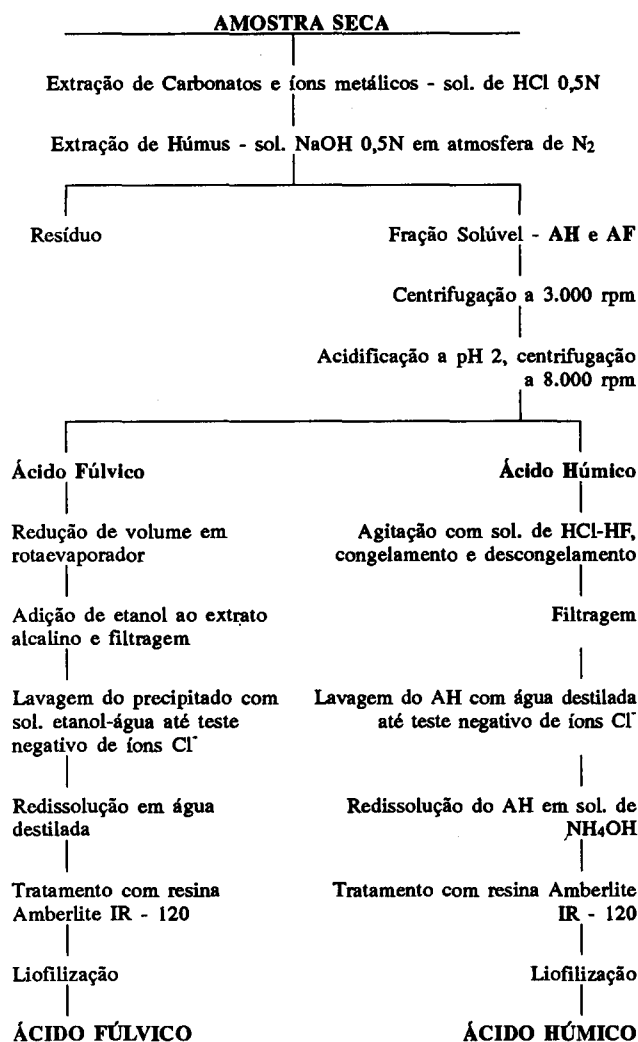 AMOSTRA SECA
Extração de Carbonatos e íons metálicos - sol. de HCl 0,5N
Extração de Húmus - sol. NaOH 0,5N em atmosfera de N₂
Resíduo
Fração Solúvel - AH e AF
Centrifugação a 3.000 rpm
Acidificação a pH 2, centrifugação
a 8.000 rpm
Ácido Fúlvico
Redução de volume em
rotaevaporador
Adição de etanol ao extrato
alcalino e filtragem
Lavagem do precipitado com
sol. etanol-água até teste
negativo de íons Cl⁻
Redissolução em água
destilada
Tratamento com resina
Amberlite IR - 120
Liofilização
ÁCIDO FÚLVICO
Ácido Húmico
Agitação com sol. de HCl-HF,
congelamento e descongelamento
Filtragem
Lavagem do AH com água destilada
até teste negativo de íons Cl⁻
Redissolução do AH em sol. de
NH₄OH
Tratamento com resina Amberlite
IR - 120
Liofilização
ÁCIDO HÚMICO